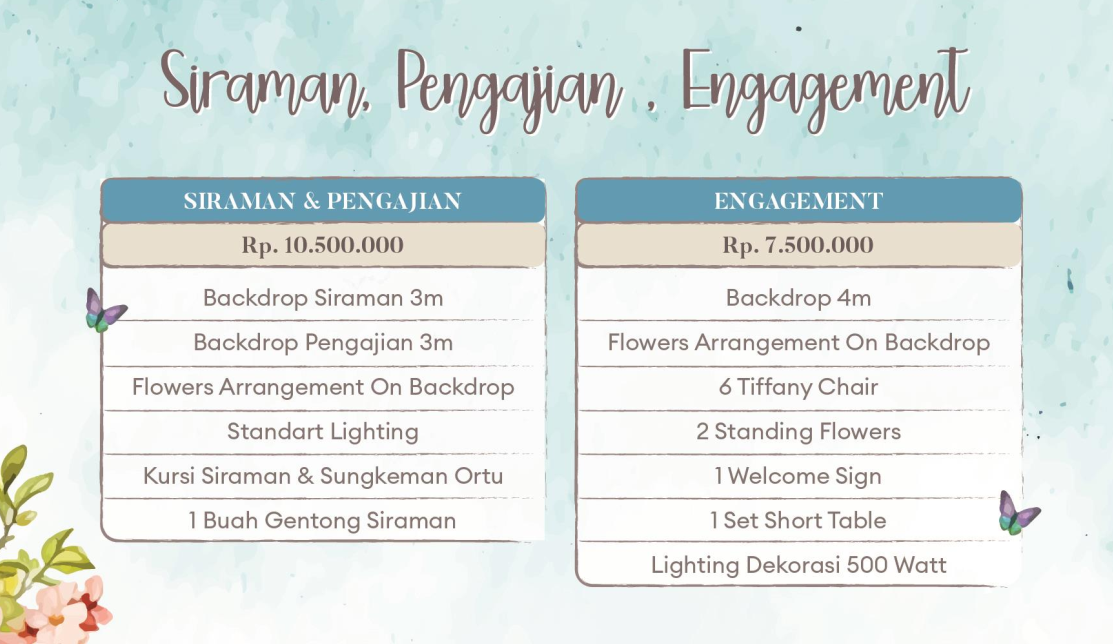 Siraman, Pengajian , Engagement
SIRAMAN & PENGAJIAN
Rp. 10.500.000
Backdrop Siraman 3m
Backdrop Pengajian 3m
Flowers Arrangement On Backdrop
Standart Lighting
Kursi Siraman & Sungkeman Ortu
1 Buah Gentong Siraman
ENGAGEMENT
Rp. 7.500.000
Backdrop 4m
Flowers Arrangement On Backdrop
6 Tiffany Chair
2 Standing Flowers
1 Welcome Sign
1 Set Short Table
Lighting Dekorasi 500 Watt